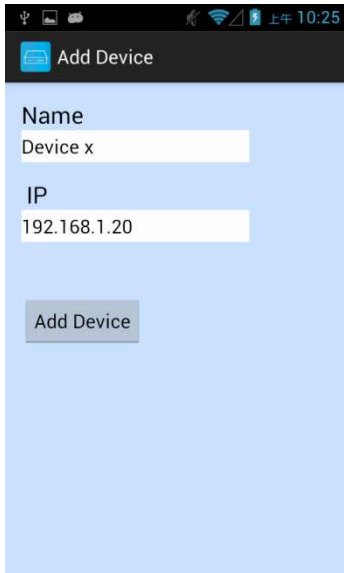 上午 10:25
Add Device
Name
Device x
IP
192.168.1.20
Add Device